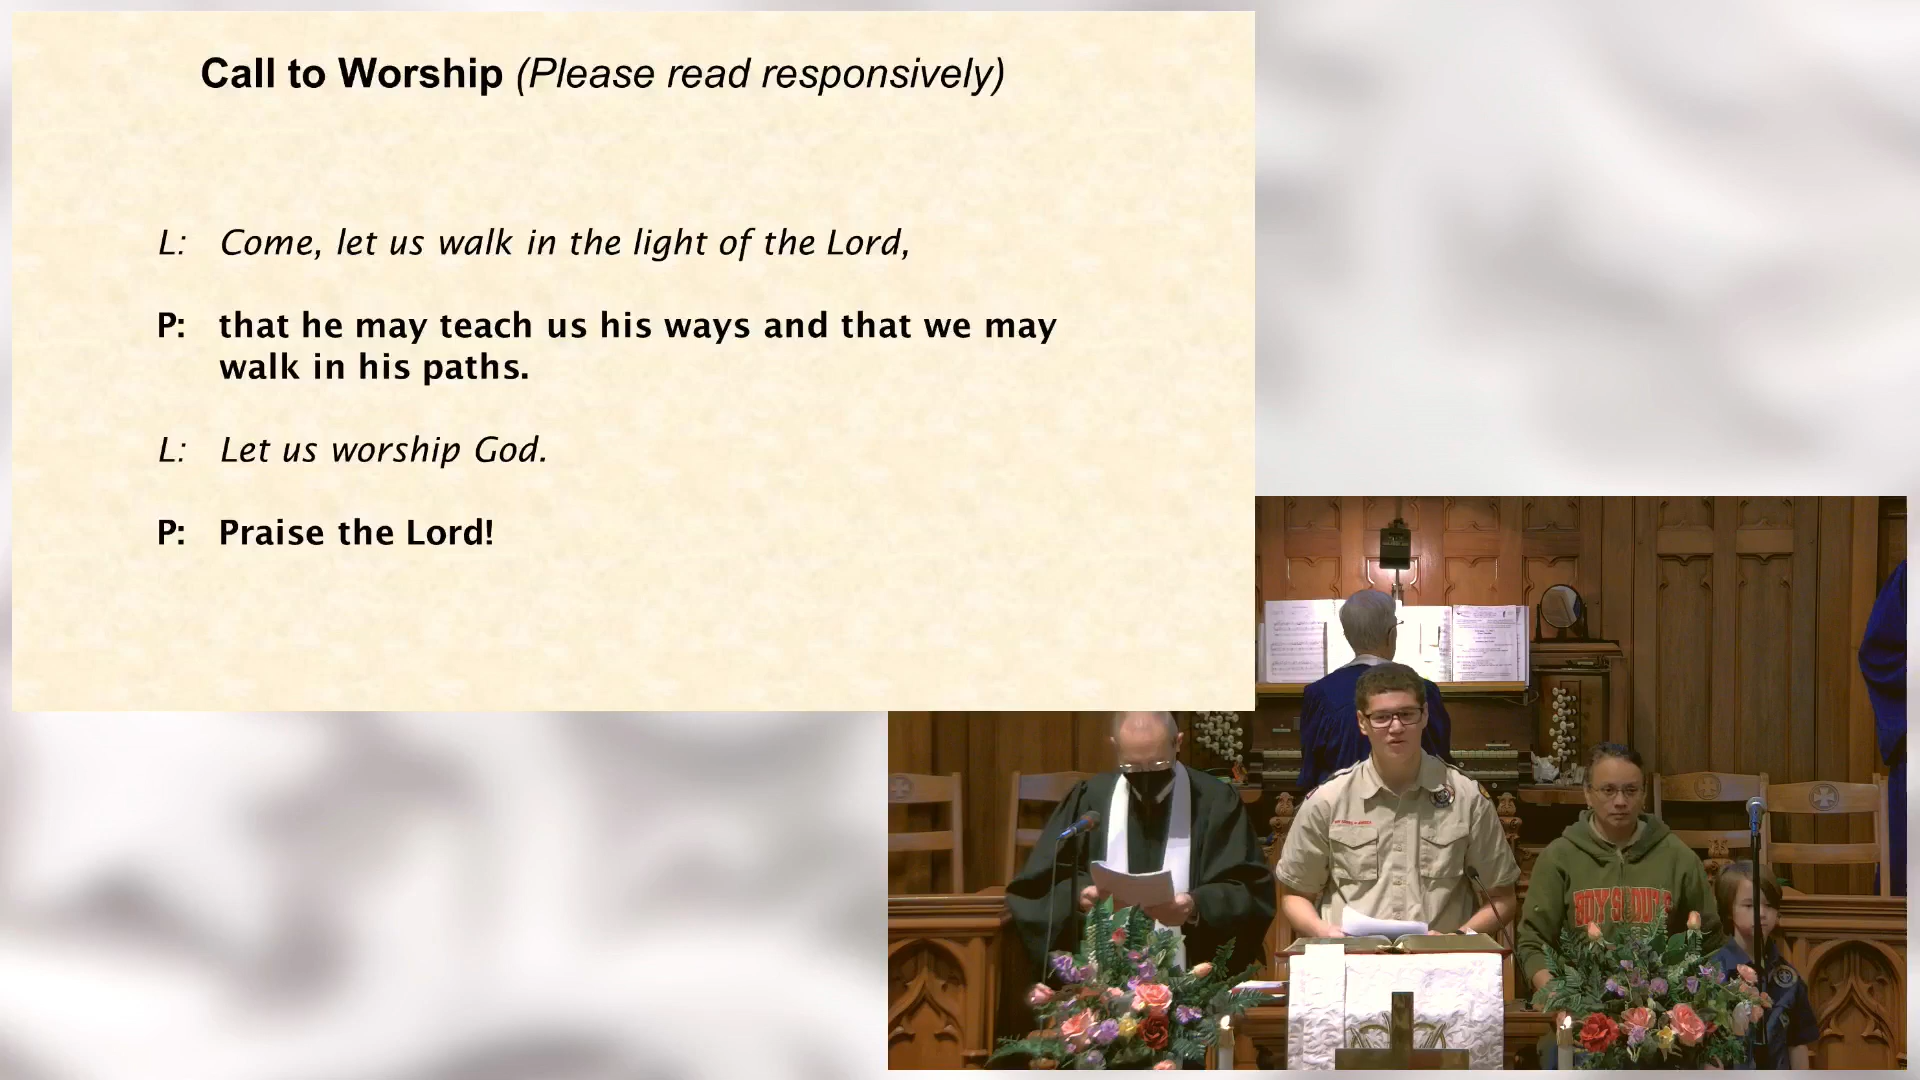 Call to Worship (Please read responsively)
L: Come, let us walk in the light of the Lord,
P: that he may teach us his ways and that we may
walk in his paths.
L: Let us worship God.
P: Praise the Lord!
BOY SCOUTS